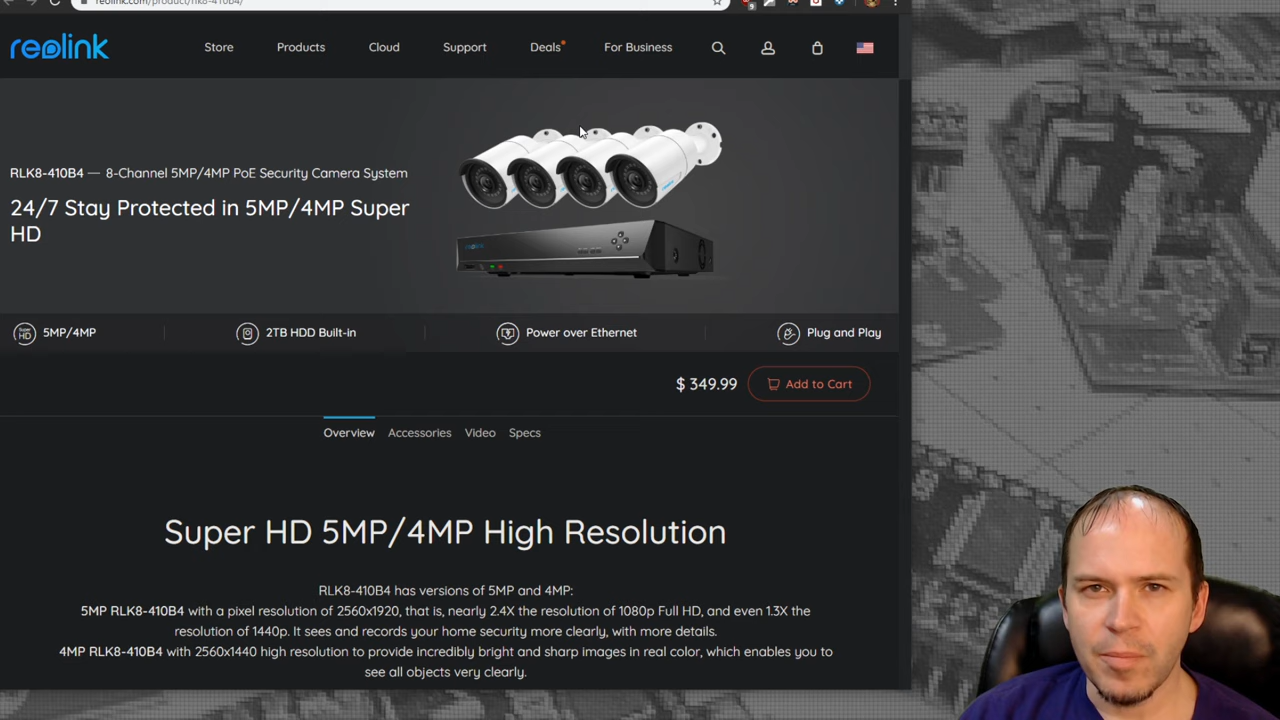 reolink.com/product/rlk8-410b4/
reolink
Store Products Cloud Support Deals For Business
RLK8-410B4 — 8-Channel 5MP/4MP PoE Security Camera System
24/7 Stay Protected in 5MP/4MP Super
HD
5MP/4MP 2TB HDD Built-in Power over Ethernet Plug and Play
$ 349.99 Add to Cart
Overview Accessories Video Specs
Super HD 5MP/4MP High Resolution
RLK8-410B4 has versions of 5MP and 4MP:
5MP RLK8-410B4 with a pixel resolution of 2560x1920, that is, nearly 2.4X the resolution of 1080p Full HD, and even 1.3X the
resolution of 1440p. It sees and records your home security more clearly, with more details.
4MP RLK8-410B4 with 2560x1440 high resolution to provide incredibly bright and sharp images in real color, which enables you to
see all objects very clearly.